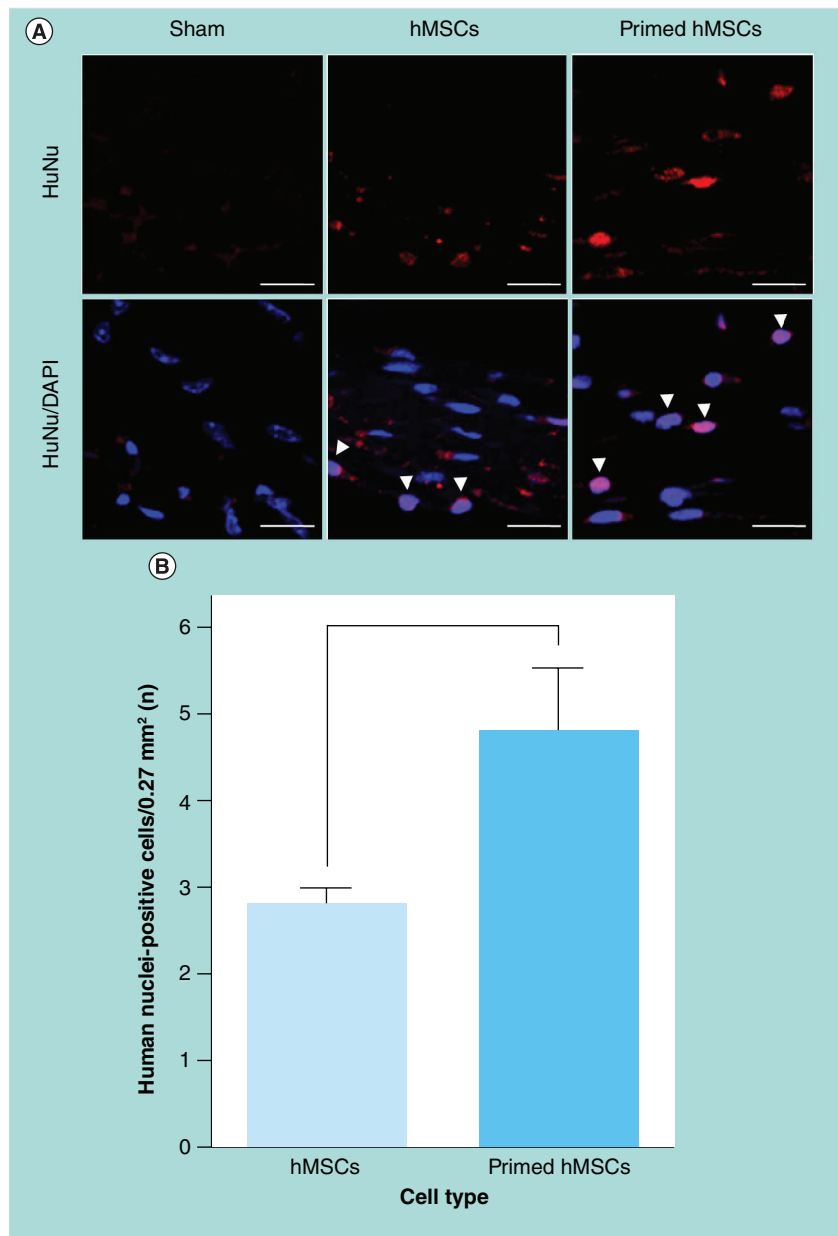 A
Sham
hMSCs
Primed hMSCs
HuNu
HuNu/DAPI
B
Human nuclei-positive cells/0.27 mm² (n)
6
5
4
3
2
1
0
hMSCs
Primed hMSCs
Cell type